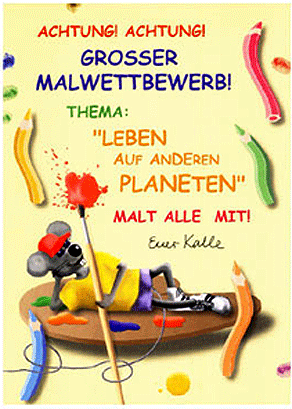 ACHTUNG! ACHTUNG!
GROSSER
MALWETTBEWERB!
THEMA:
"LEBEN
AUF ANDEREN
PLANETEN"
MALT ALLE MIT!
Euer Kalle